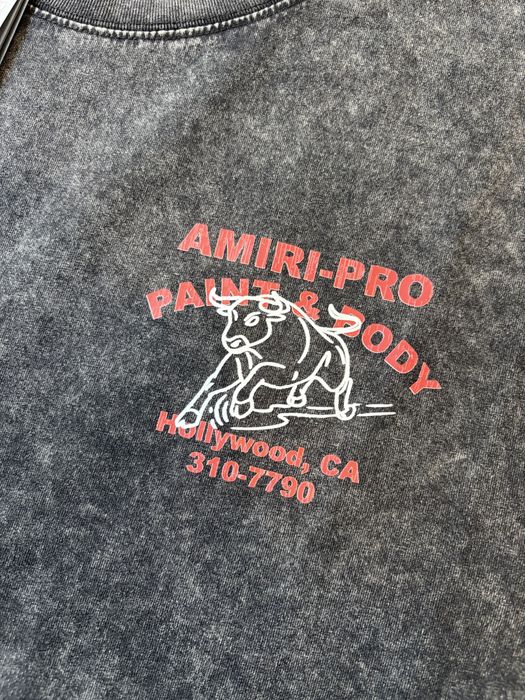 AMIRI-PRO
PAINT & BODY
Hollywood, CA
310-7790